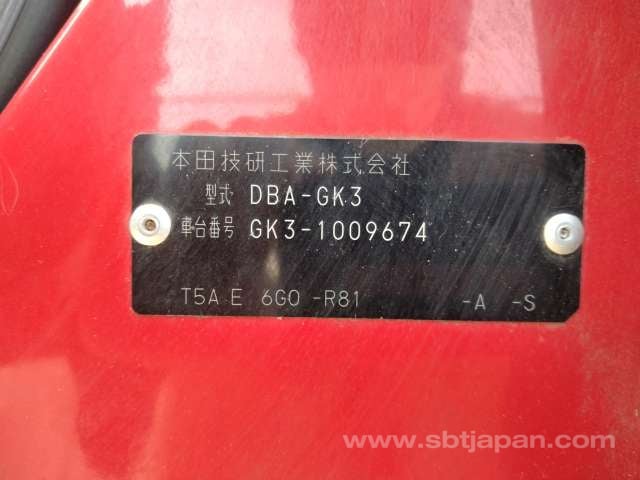 本田技研工業株式会社
型式 DBA-GK3
車台番号 GK3-1009674
T5A E 6G0 -R81 -A -S
www.sbtjapan.com